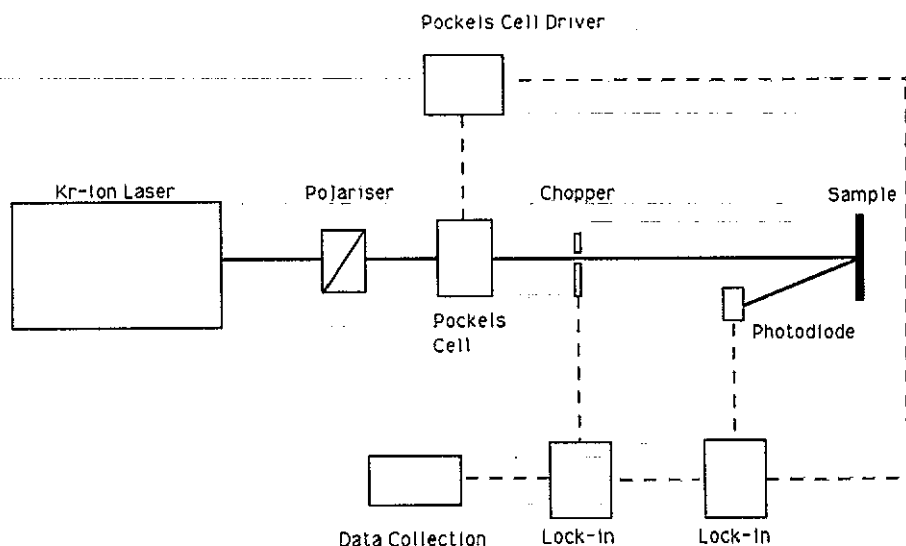 Pockels Cell Driver
Kr-Ion Laser
Polariser
Chopper
Sample
Pockels
Cell
Photodiode
Data Collection
Lock-in
Lock-in